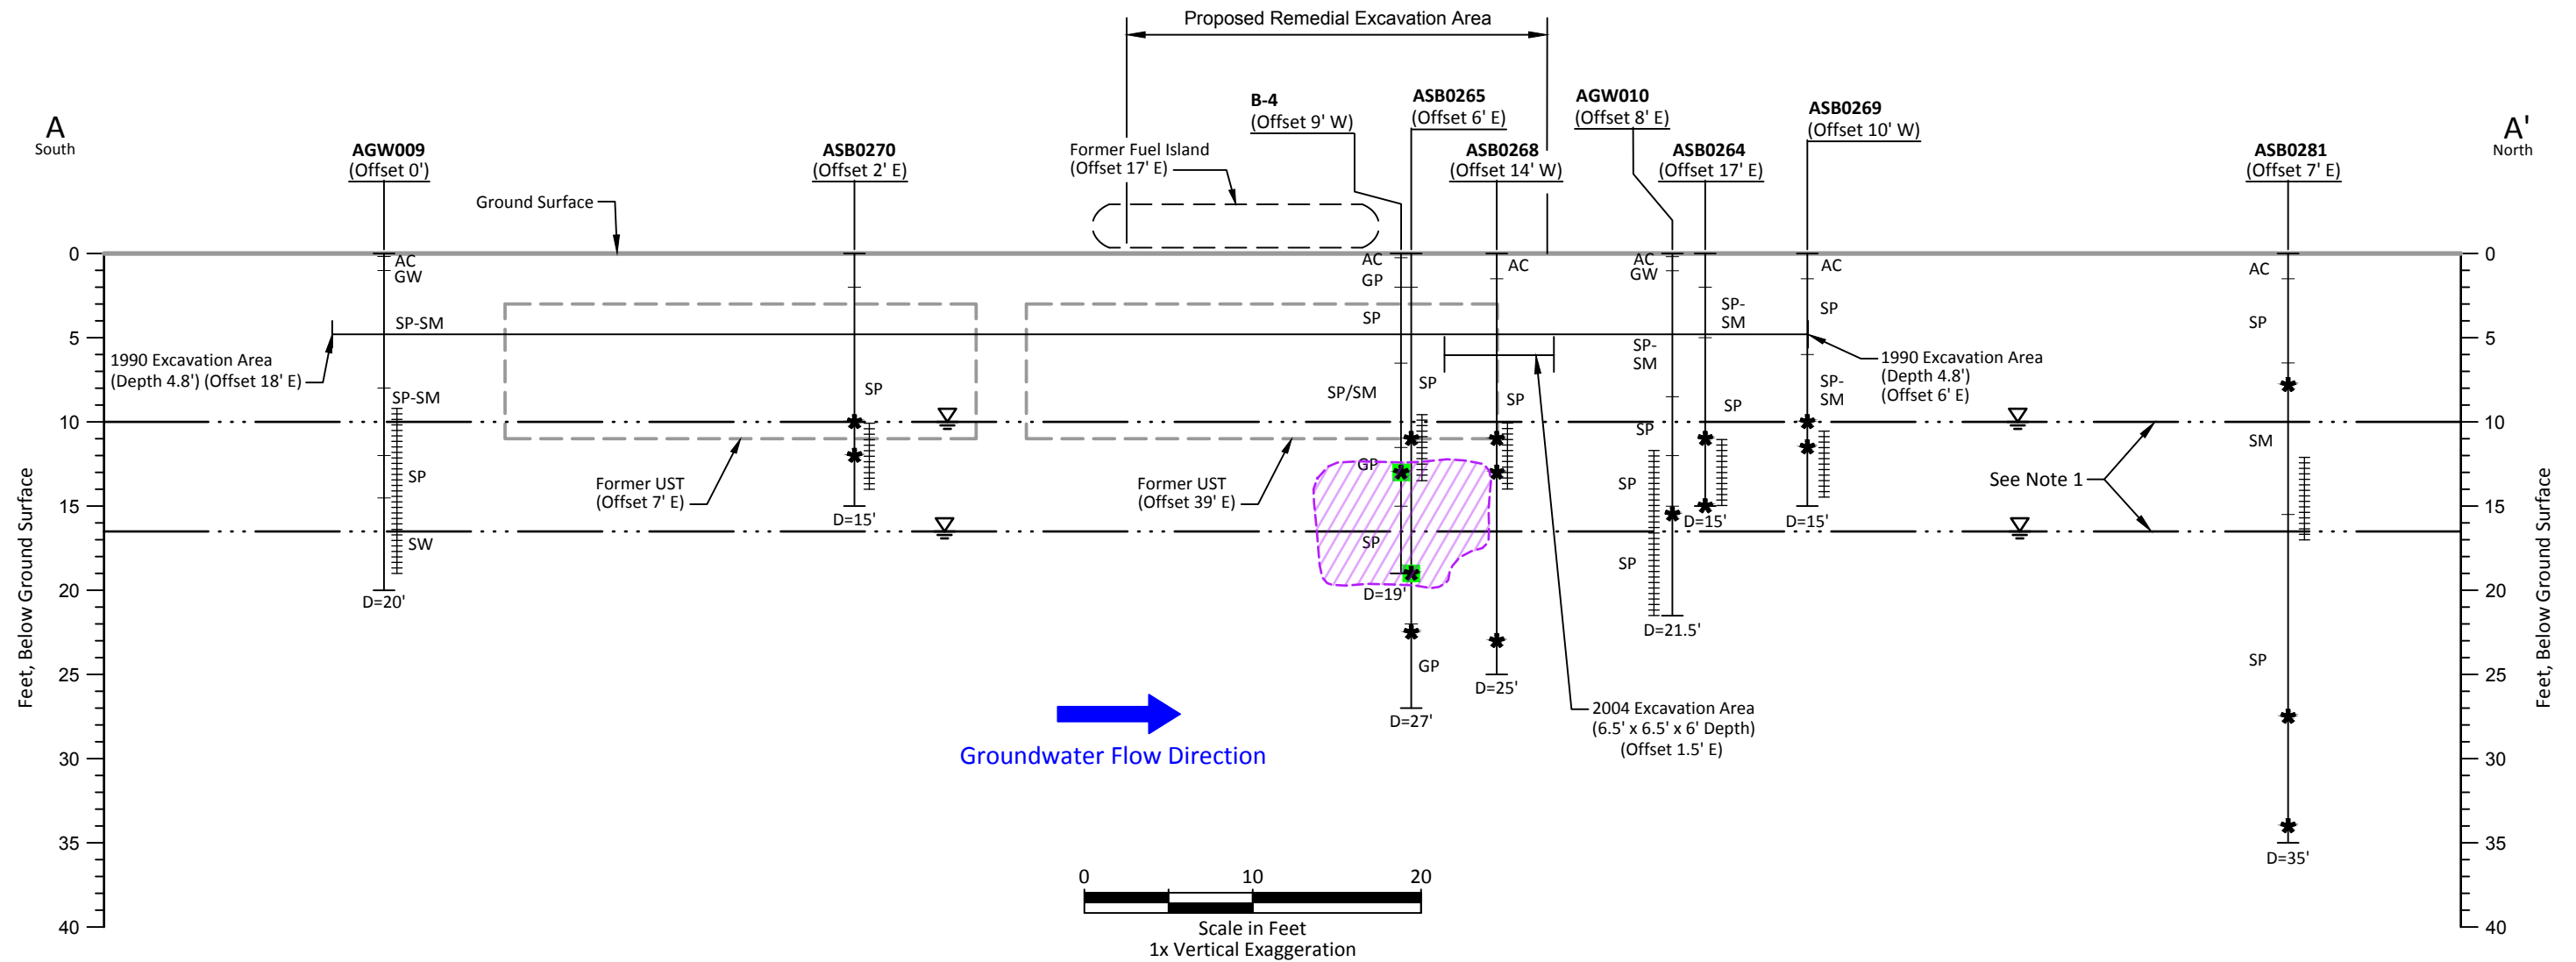 Proposed Remedial Excavation Area
A
South
AGW009
(Offset 0')
Ground Surface
ASB0270
(Offset 2' E)
Former Fuel Island
(Offset 17' E)
B-4
(Offset 9' W)
ASB0265
(Offset 6' E)
ASB0268
(Offset 14' W)
AGW010
(Offset 8' E)
ASB0264
(Offset 17' E)
ASB0269
(Offset 10' W)
ASB0281
(Offset 7' E)
A'
North
Feet, Below Ground Surface
0
5
10
15
20
25
30
35
40
AC
GW
SP-SM
SP-SM
SP
SW
D=20'
1990 Excavation Area
(Depth 4.8') (Offset 18' E)
Former UST
(Offset 7' E)
SP
D=15'
Former UST
(Offset 39' E)
AC
GP
SP
SP/SM
GP
SP
D=19'
SP
GP
D=27'
AC
SP
D=25'
AC
GW
SP-
SM
SP
SP
SP
D=21.5'
SP-
SM
SP
D=15'
AC
SP
SP-
SM
D=15'
1990 Excavation Area
(Depth 4.8')
(Offset 6' E)
See Note 1
2004 Excavation Area
(6.5' x 6.5' x 6' Depth)
(Offset 1.5' E)
AC
SP
SM
SP
D=35'
0
5
10
15
20
25
30
35
40
Feet, Below Ground Surface
Groundwater Flow Direction
0 10 20
Scale in Feet
1x Vertical Exaggeration